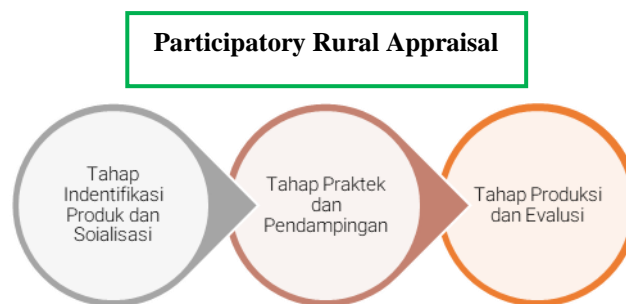 Participatory Rural Appraisal
Tahap
Indentifikasi
Produk dan
Soialisasi
Tahap Praktek
dan
Pendampingan
Tahap Produksi
dan Evalusi